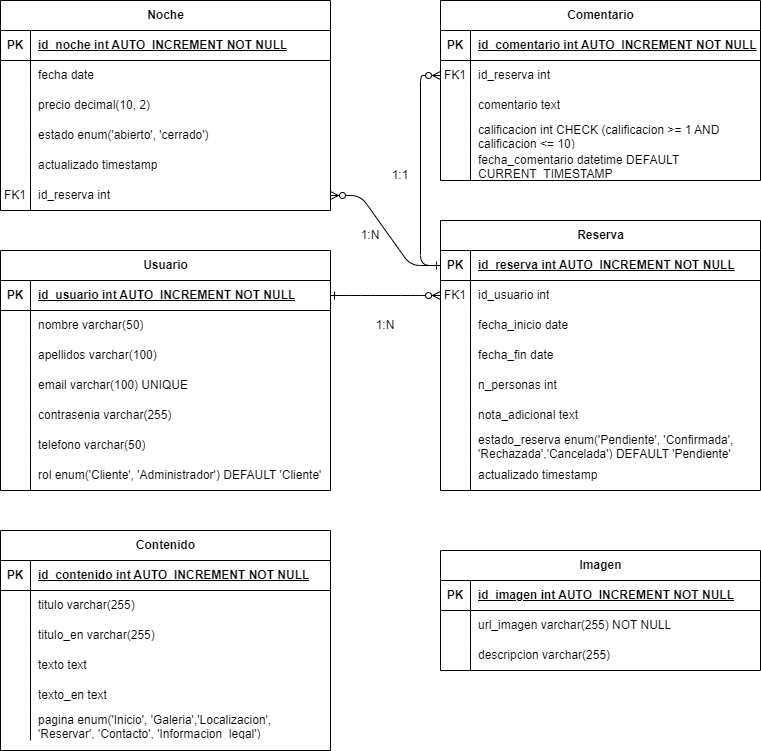 Noche
PK id_noche int AUTO_INCREMENT NOT NULL
fecha date
precio decimal(10, 2)
estado enum('abierto', 'cerrado')
actualizado timestamp
FK1 id_reserva int
Comentario
PK id_comentario int AUTO_INCREMENT NOT NULL
FK1 id_reserva int
comentario text
calificacion int CHECK (calificacion >= 1 AND
calificacion <= 10)
fecha_comentario datetime DEFAULT
CURRENT_TIMESTAMP
1:1
1:N
Usuario
PK id_usuario int AUTO_INCREMENT NOT NULL
nombre varchar(50)
apellidos varchar(100)
email varchar(100) UNIQUE
contrasenia varchar(255)
telefono varchar(50)
rol enum('Cliente', 'Administrador') DEFAULT 'Cliente'
1:N
Reserva
PK id_reserva int AUTO_INCREMENT NOT NULL
FK1 id_usuario int
fecha_inicio date
fecha_fin date
n_personas int
nota_adicional text
estado_reserva enum('Pendiente', 'Confirmada',
'Rechazada','Cancelada') DEFAULT 'Pendiente'
actualizado timestamp
Contenido
PK id_contenido int AUTO_INCREMENT NOT NULL
titulo varchar(255)
titulo_en varchar(255)
texto text
texto_en text
pagina enum('Inicio', 'Galeria','Localizacion',
'Reservar', 'Contacto', 'Informacion_legal')
Imagen
PK id_imagen int AUTO_INCREMENT NOT NULL
url_imagen varchar(255) NOT NULL
descripcion varchar(255)